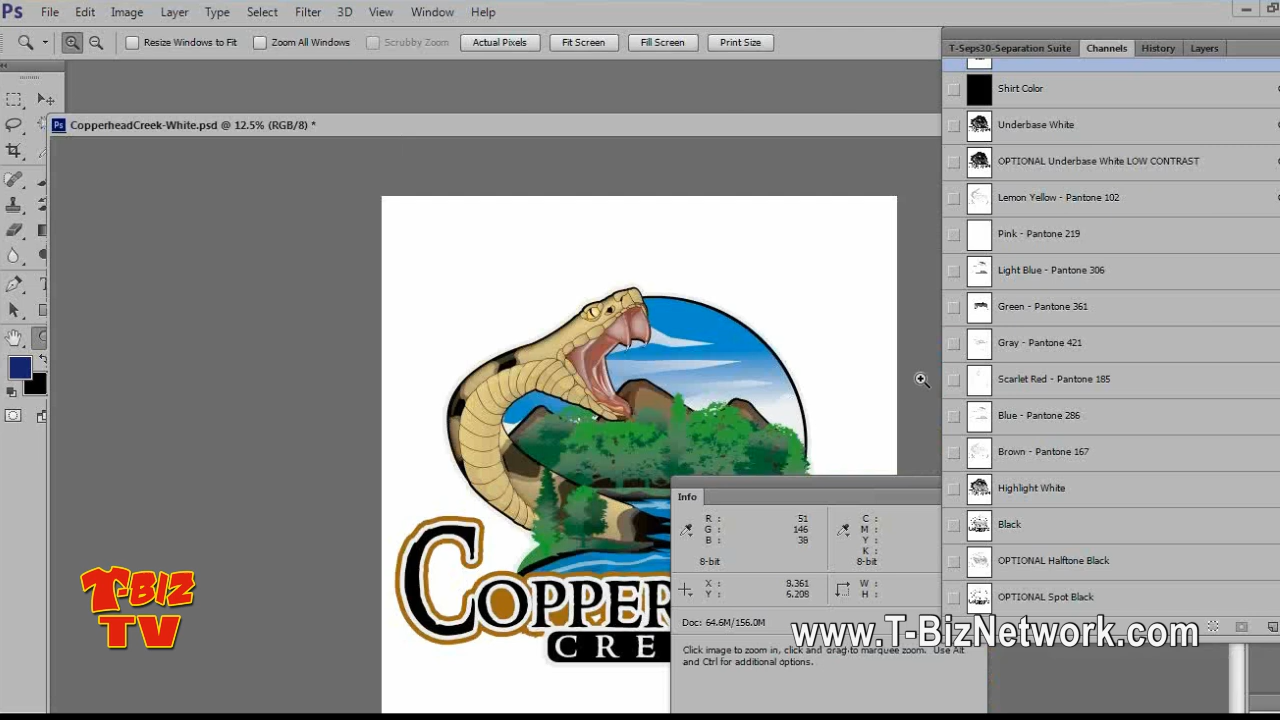 Ps File Edit Image Layer Type Select Filter 3D View Window Help
Resize Windows to Fit Zoom All Windows Scrubby Zoom Actual Pixels Fit Screen Fill Screen Print Size
T-Seps30-Separation Suite Channels History Layers
Shirt Color
Ps CopperheadCreek-White.psd @ 12.5% (RGB/8) *
Underbase White
OPTIONAL Underbase White LOW CONTRAST
Lemon Yellow - Pantone 102
Pink - Pantone 219
Light Blue - Pantone 306
Green - Pantone 361
Gray - Pantone 421
Scarlet Red - Pantone 185
Blue - Pantone 286
Brown - Pantone 167
Highlight White
Black
OPTIONAL Halftone Black
OPTIONAL Spot Black
COPPER
CRE
Info
R : 51 C :
G : 146 M :
B : 38 Y :
K :
8-bit 8-bit
X : 8.361 W :
Y : 6.208 H :
Doc: 64.6M/156.0M
Click image to zoom in, click and drag to marquee zoom. Use Alt
and Ctrl for additional options.
T-BIZ
TV
www.T-BizNetwork.com